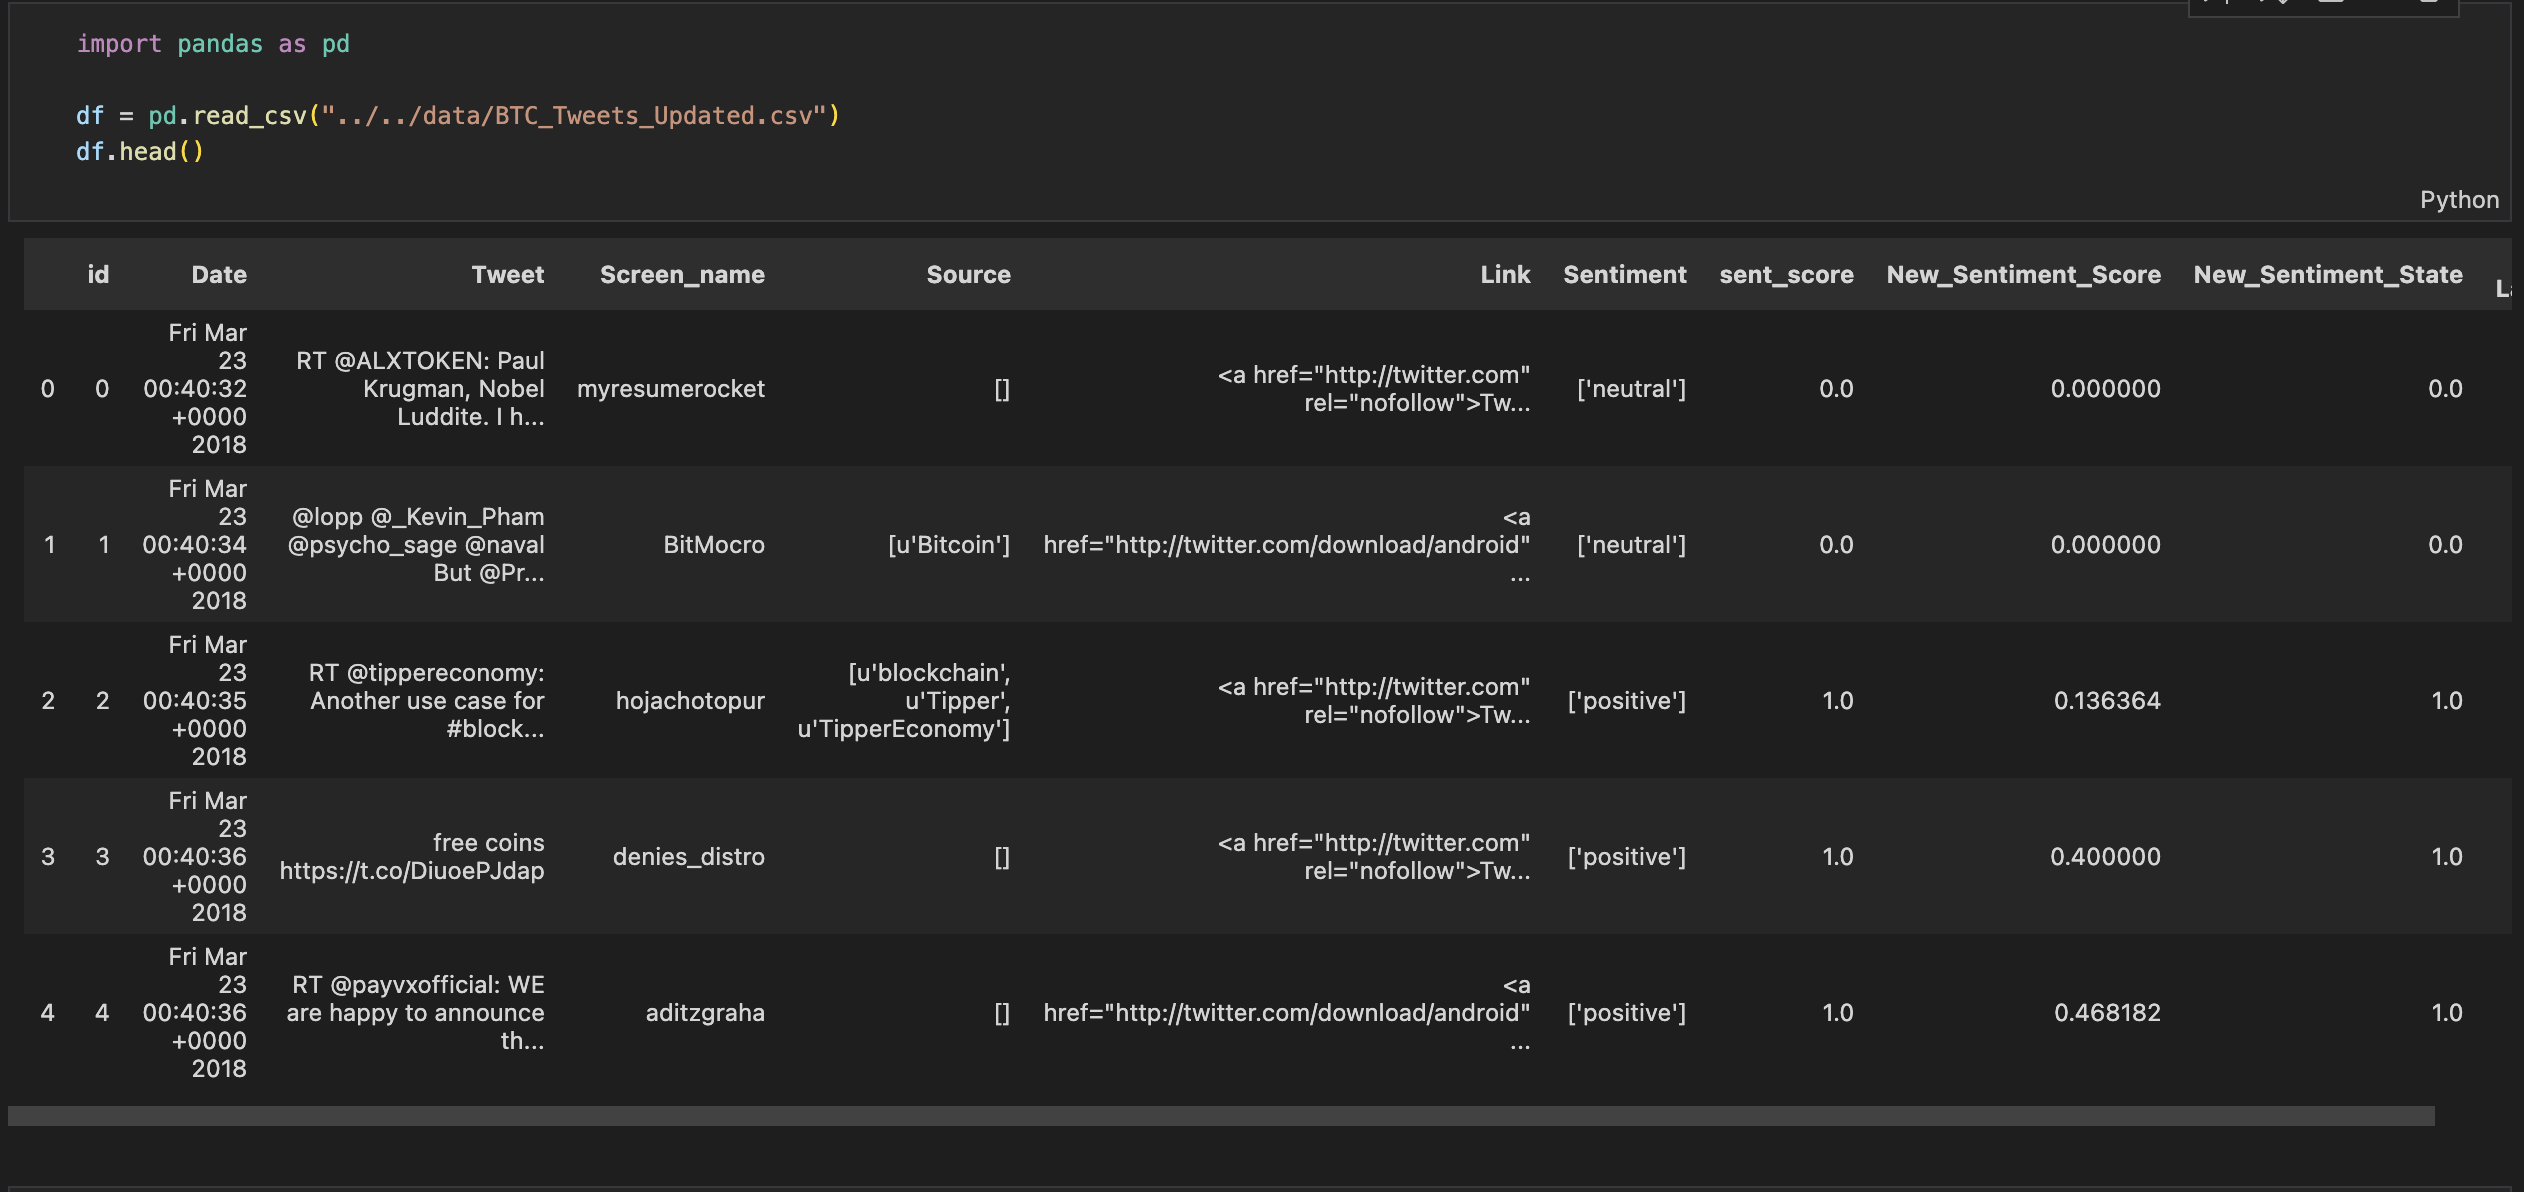 import pandas as pd
df = pd.read_csv("../../data/BTC_Tweets_Updated.csv")
df.head()
Python
id Date Tweet Screen_name Source Link Sentiment sent_score New_Sentiment_Score New_Sentiment_State
0 0 Fri Mar 23 00:40:32 +0000 2018 RT @ALXTOKEN: Paul Krugman, Nobel Luddite. I h... myresumerocket [] <a href="http://twitter.com" rel="nofollow">Tw... ['neutral'] 0.0 0.000000 0.0
1 1 Fri Mar 23 00:40:34 +0000 2018 @lopp @_Kevin_Pham @psycho_sage @naval But @Pr... BitMocro [u'Bitcoin'] <a href="http://twitter.com/download/android" ... ['neutral'] 0.0 0.000000 0.0
2 2 Fri Mar 23 00:40:35 +0000 2018 RT @tippereconomy: Another use case for #block... hojachotopur [u'blockchain', u'Tipper', u'TipperEconomy'] <a href="http://twitter.com" rel="nofollow">Tw... ['positive'] 1.0 0.136364 1.0
3 3 Fri Mar 23 00:40:36 +0000 2018 free coins https://t.co/DiuoePJdap denies_distro [] <a href="http://twitter.com" rel="nofollow">Tw... ['positive'] 1.0 0.400000 1.0
4 4 Fri Mar 23 00:40:36 +0000 2018 RT @payvxofficial: WE are happy to announce th... aditzgraha [] <a href="http://twitter.com/download/android" ... ['positive'] 1.0 0.468182 1.0